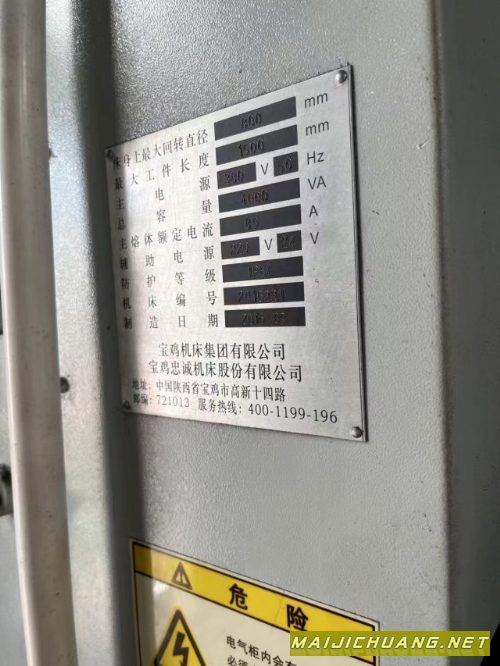 床身上最大回转直径 800 mm
最大工件长度 1500 mm
主电源 380 V 50 Hz
总容量 VA
主熔体额定电流 A
辅助电源 V V
防护等级
机床编号
制造日期
宝鸡机床集团有限公司
宝鸡忠诚机床股份有限公司
地址：中国陕西省宝鸡市高新十四路
邮编：721013 服务热线：400-1199-196
危险
电气柜内会有
必须
MAIJICHUANG.NET